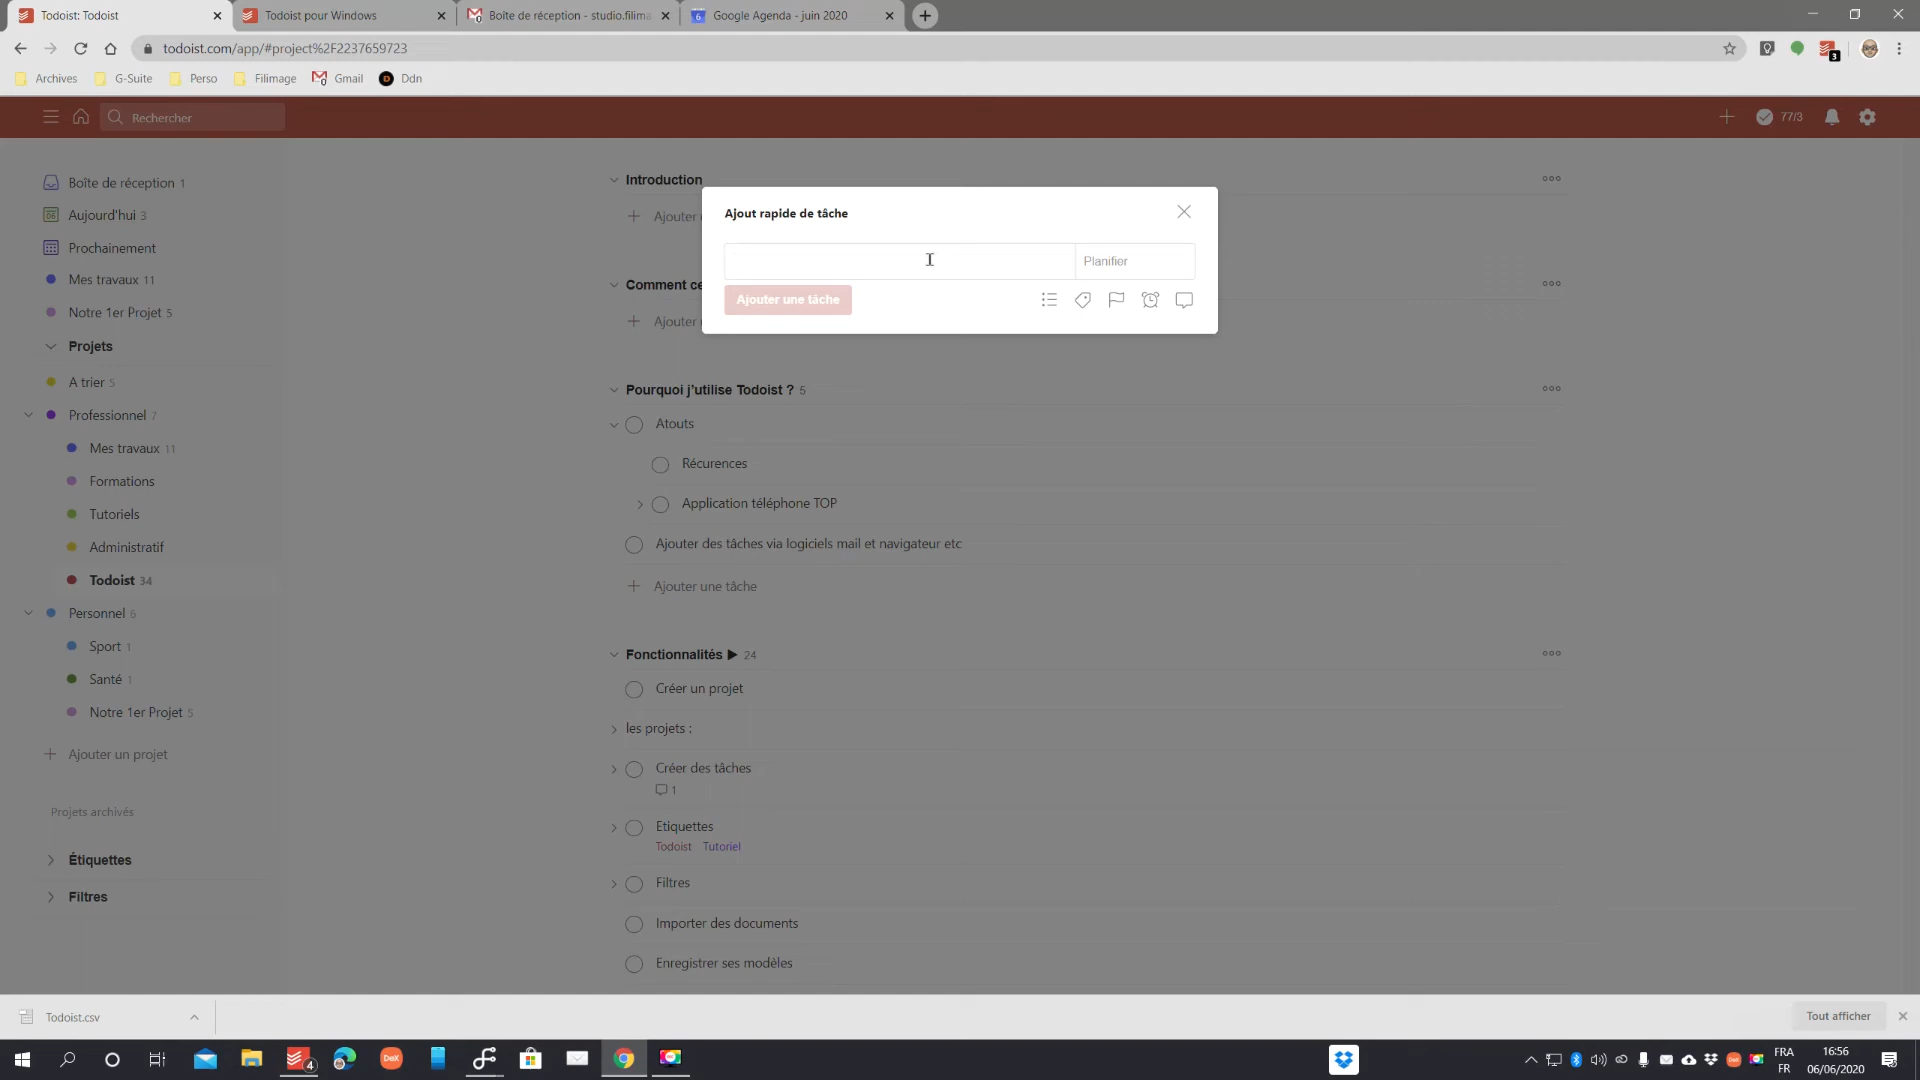 Todoist: Todoist
Todoist pour Windows
Boîte de réception - studo.filima
Google Agenda - juin 2020
todoist.com/app/#project%2F2237659723
3
Archives
G-Suite
Perso
Filimage
Gmail
Ddn
Rechercher
77/3
Boîte de réception 1
Aujourd'hui 3
Prochainement
Mes travaux 11
Notre 1er Projet 5
Projets
A trier 5
Professionnel 7
Mes travaux 11
Formations
Tutoriels
Administratif
Todoist 34
Personnel 6
Sport 1
Santé 1
Notre 1er Projet 5
Ajouter un projet
Projets archivés
Étiquettes
Filtres
Introduction
Ajouter
Ajout rapide de tâche
Planifier
Ajouter une tâche
Comment ce
Ajouter
Pourquoi j'utilise Todoist ? 5
Atouts
Récurences
Application téléphone TOP
Ajouter des tâches via logiciels mail et navigateur etc
Ajouter une tâche
Fonctionnalités ▶ 24
Créer un projet
les projets :
Créer des tâches
1
Etiquettes
Todoist Tutoriel
Filtres
Importer des documents
Enregistrer ses modèles
Todoist.csv
Tout afficher
4
DeX
FRA
FR
16:56
06/06/2020